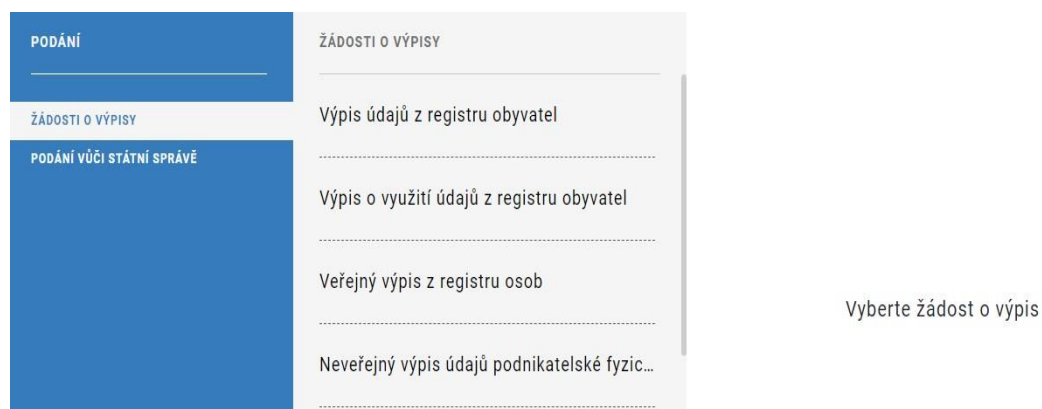 PODÁNÍ
ŽÁDOSTI O VÝPISY
PODÁNÍ VŮČI STÁTNÍ SPRÁVĚ
ŽÁDOSTI O VÝPISY
Výpis údajů z registru obyvatel
Výpis o využití údajů z registru obyvatel
Veřejný výpis z registru osob
Neveřejný výpis údajů podnikatelské fyzic...
Vyberte žádost o výpis